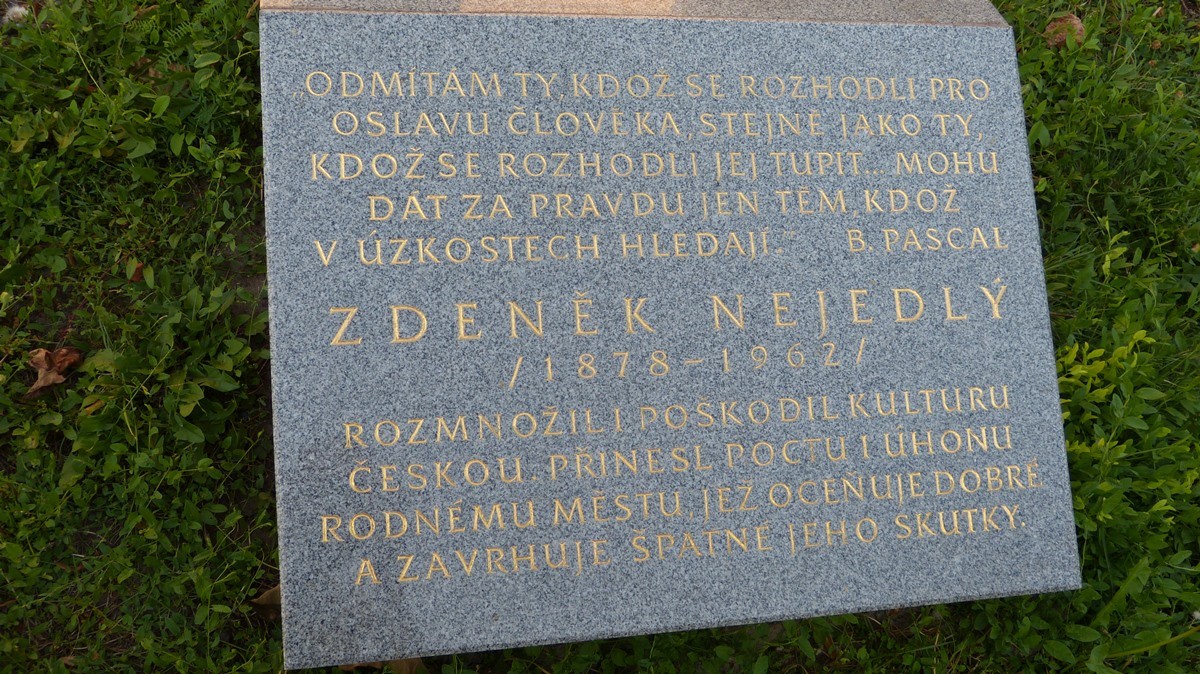 „ODMÍTÁM TY, KDOŽ SE ROZHODLI PRO
OSLAVU ČLOVĚKA, STEJNĚ JAKO TY,
KDOŽ SE ROZHODLI JEJ TUPIT... MOHU
DÁT ZA PRAVDU JEN TĚM, KDOŽ
V ÚZKOSTECH HLEDAJÍ.“ B. PASCAL
ZDENĚK NEJEDLÝ
/1878-1962/
ROZMNOŽIL I POŠKODIL KULTURU
ČESKOU. PŘINESL POCTU I ÚHONU
RODNÉMU MĚSTU, JEŽ OCEŇUJE DOBRÉ
A ZAVRHUJE ŠPATNÉ JEHO SKUTKY.